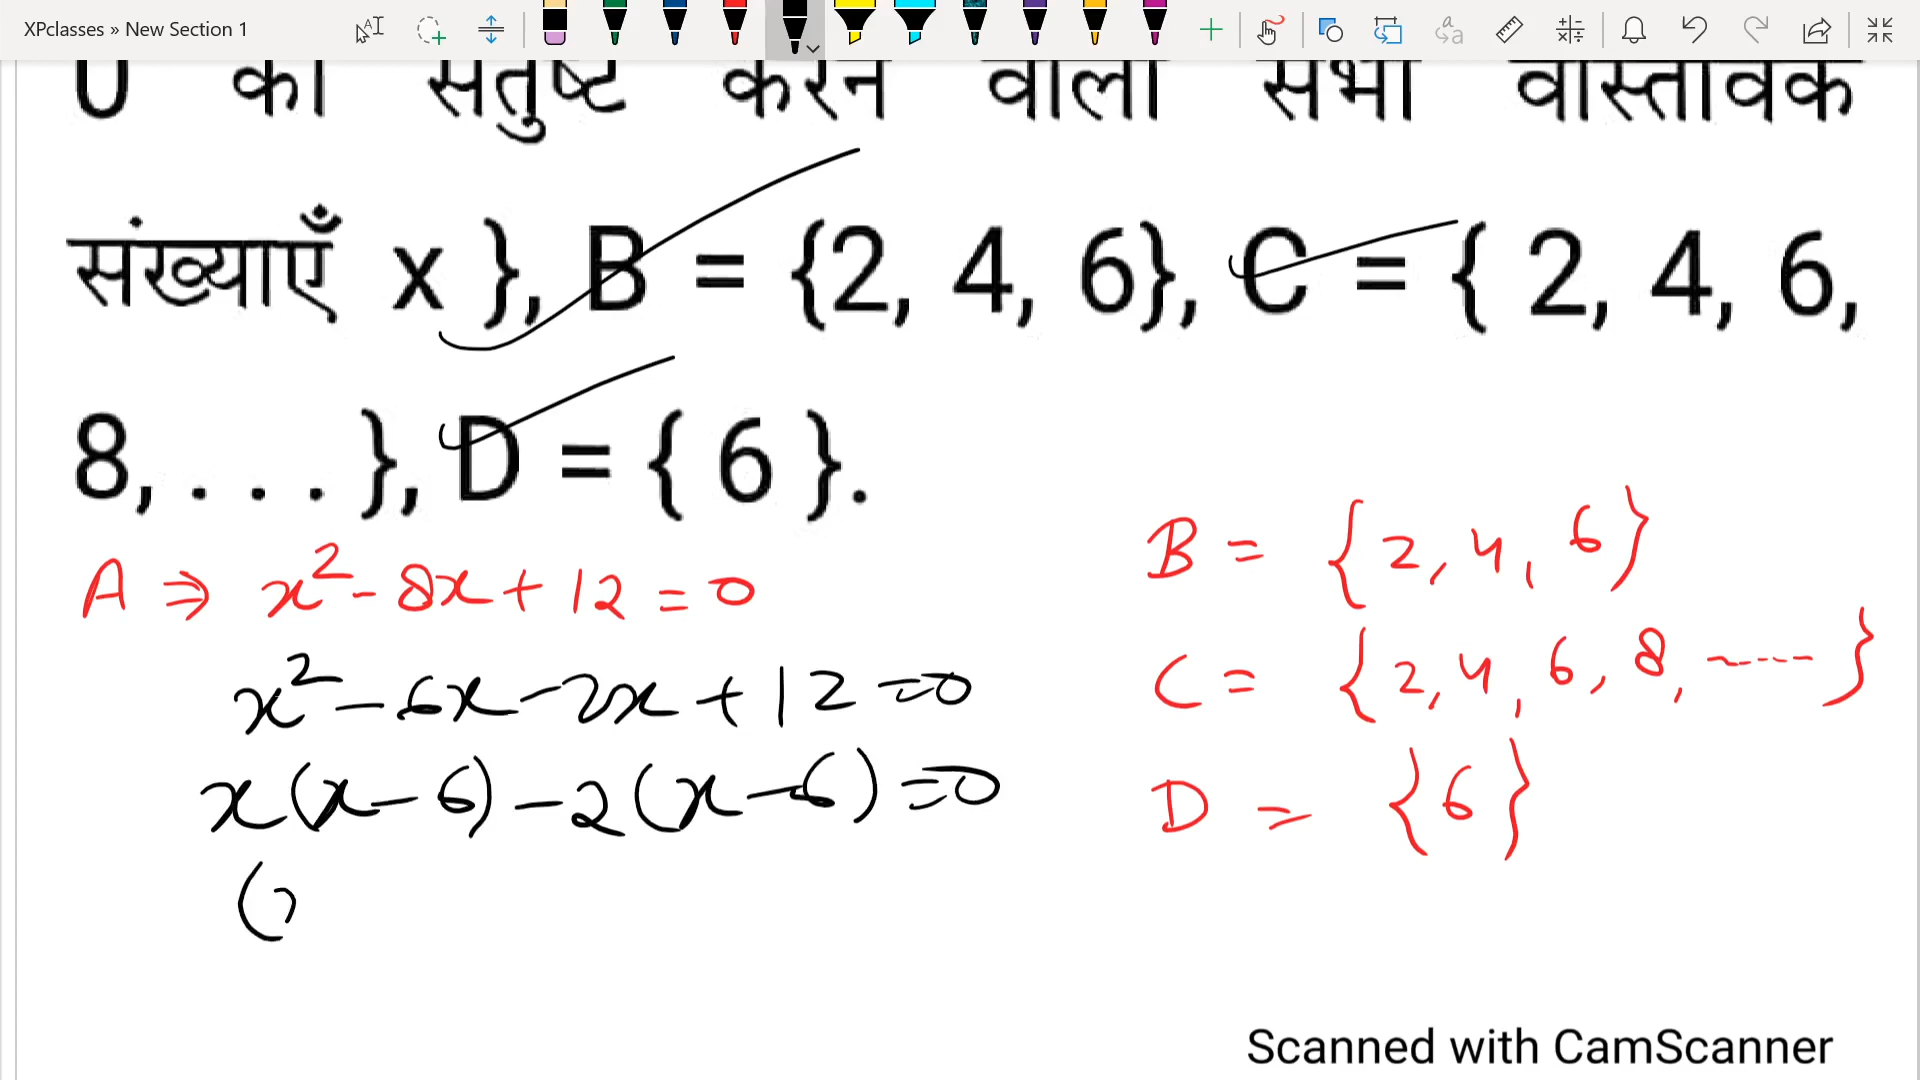 XPclasses » New Section 1
0 को संतुष्ट करने वाली सभी वास्तविक
संख्याएँ x }, B = {2, 4, 6}, C = { 2, 4, 6,
8, . . . }, D = { 6 }.
A ⇒ x² - 8x + 12 = 0
x² - 6x - 2x + 12 = 0
x(x - 6) - 2(x - 6) = 0
(
B = {2, 4, 6}
C = {2, 4, 6, 8, ------}
D = {6}
Scanned with CamScanner